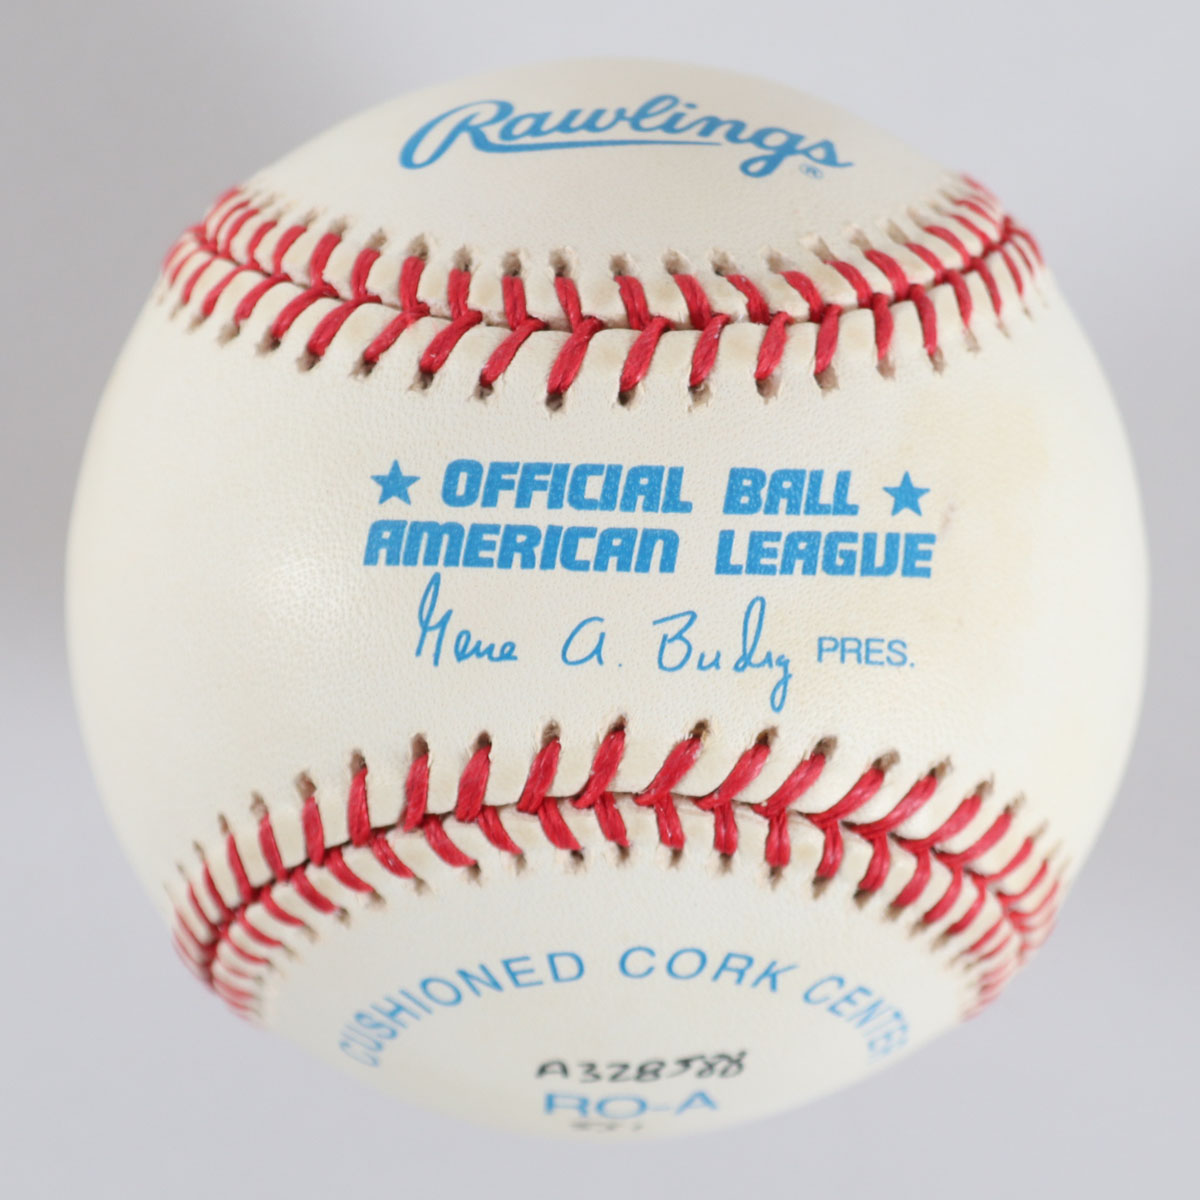 Rawlings®
★ OFFICIAL BALL ★
AMERICAN LEAGUE
Gene A. Budig PRES.
CUSHIONED CORK CENTER
A328588
RO-A